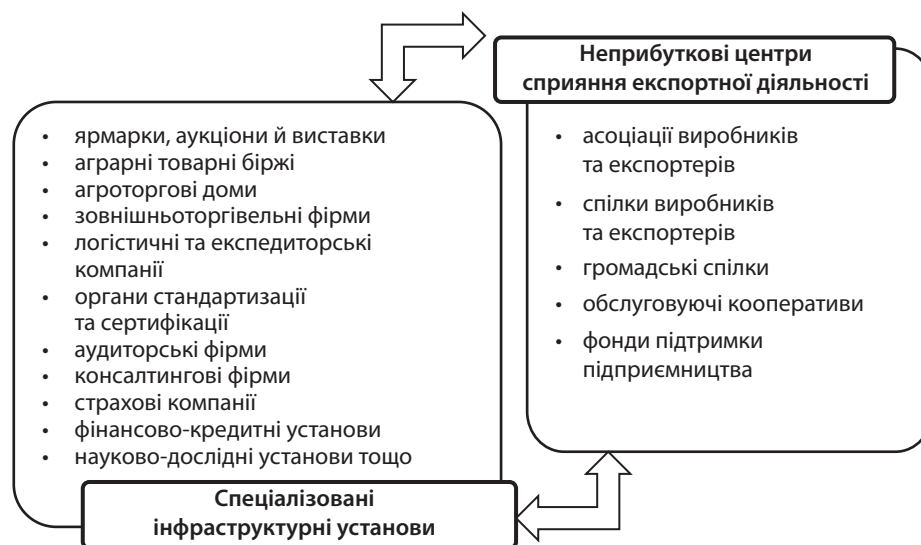 Неприбуткові центри
сприяння експортної діяльності
• ярмарки, аукціони й виставки
• аграрні товарні біржі
• агроторгові доми
• зовнішньоторгівельні фірми
• логістичні та експедиторські
компанії
• органи стандартизації
та сертифікації
• аудиторські фірми
• консалтингові фірми
• страхові компанії
• фінансово-кредитні установи
• науково-дослідні установи тощо
• асоціації виробників
та експортерів
• спілки виробників
та експортерів
• громадські спілки
• обслуговуючі кооперативи
• фонди підтримки
підприємництва
Спеціалізовані
інфраструктурні установи